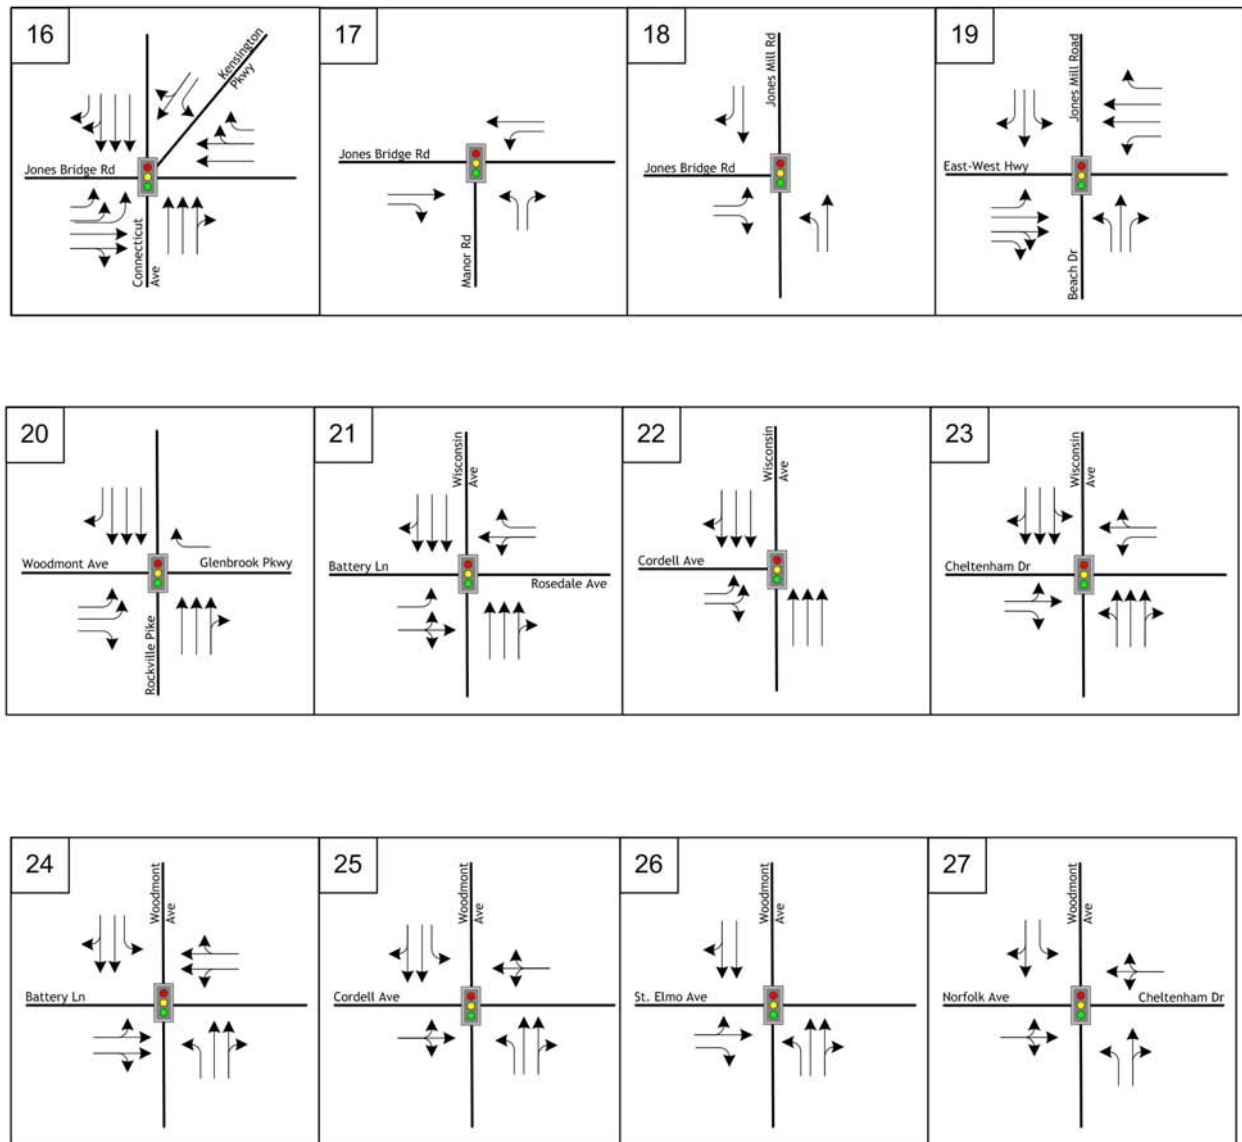 16
Kensington
Pkwy
Jones Bridge Rd
Connecticut
Ave
17
Jones Bridge Rd
Manor Rd
18
Jones Mill Rd
Jones Bridge Rd
19
Jones Mill Road
East-West Hwy
Beach Dr
20
Woodmont Ave
Glenbrook Pkwy
Rockville Pike
21
Wisconsin
Ave
Battery Ln
Rosedale Ave
22
Wisconsin
Ave
Cordell Ave
23
Wisconsin
Ave
Cheltenham Dr
24
Woodmont
Ave
Battery Ln
25
Woodmont
Ave
Cordell Ave
26
Woodmont
Ave
St. Elmo Ave
27
Woodmont
Ave
Norfolk Ave
Cheltenham Dr